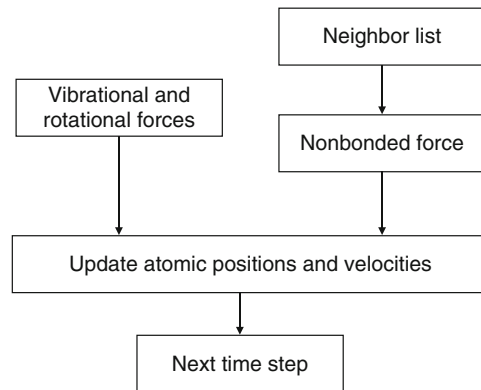 Neighbor list
Vibrational and
rotational forces
Nonbonded force
Update atomic positions and velocities
Next time step